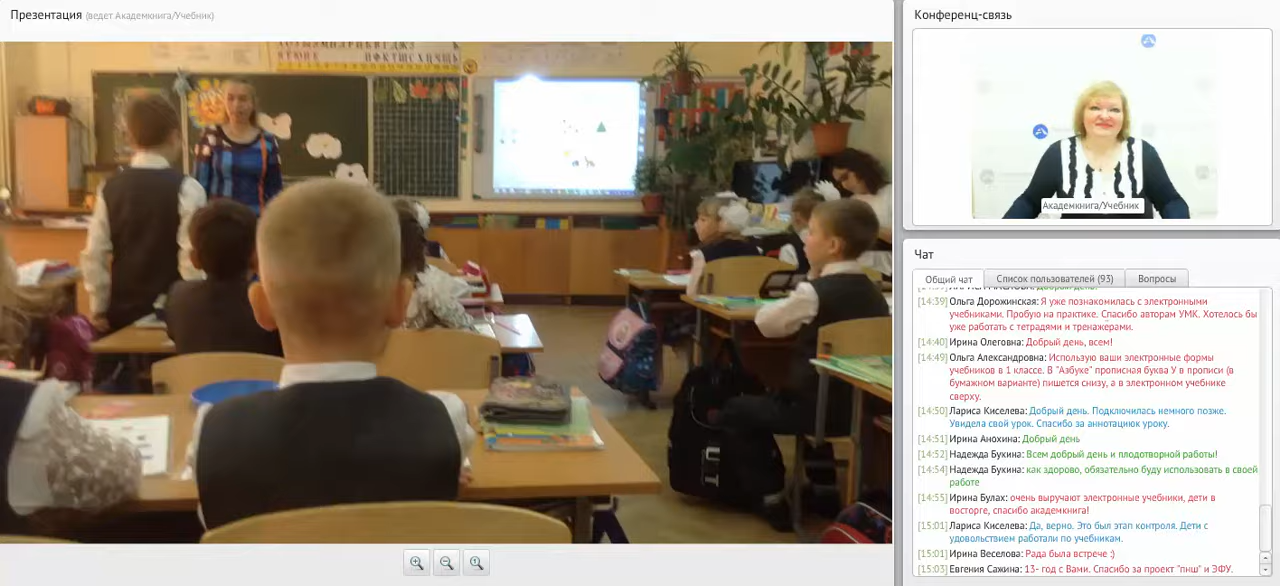 Презентация (ведет Академкнига/Учебник)
Конференц-связь
Академкнига/Учебник
Чат
Общий чат
Список пользователей (93)
Вопросы
[14:39] Ольга Дорожинская: Я уже познакомилась с электронными
учебниками. Пробую на практике. Спасибо авторам УМК. Хотелось бы
уже работать с тетрадями и тренажерами.
[14:40] Ирина Олеговна: Добрый день, всем!
[14:49] Ольга Александровна: Использую ваши электронные формы
учебников в 1 классе. В "Азбуке" прописная буква У в прописи (в
бумажном варианте) пишется снизу, а в электронном учебнике
сверху.
[14:50] Лариса Киселева: Добрый день. Подключилась немного позже.
Увидела свой урок. Спасибо за аннотациюк уроку.
[14:51] Ирина Анохина: Добрый день
[14:52] Надежда Букина: Всем добрый день и плодотворной работы!
[14:54] Надежда Букина: как здорово, обязательно буду использовать в своей
работе
[14:55] Ирина Булах: очень выручают электронные учебники, дети в
восторге, спасибо академкнига!
[15:01] Лариса Киселева: Да, верно. Это был этап контроля. Дети с
удовольствием работали по учебникам.
[15:01] Ирина Веселова: Рада была встрече :)
[15:03] Евгения Сажина: 13- год с Вами. Спасибо за проект "пнш" и ЭФУ.